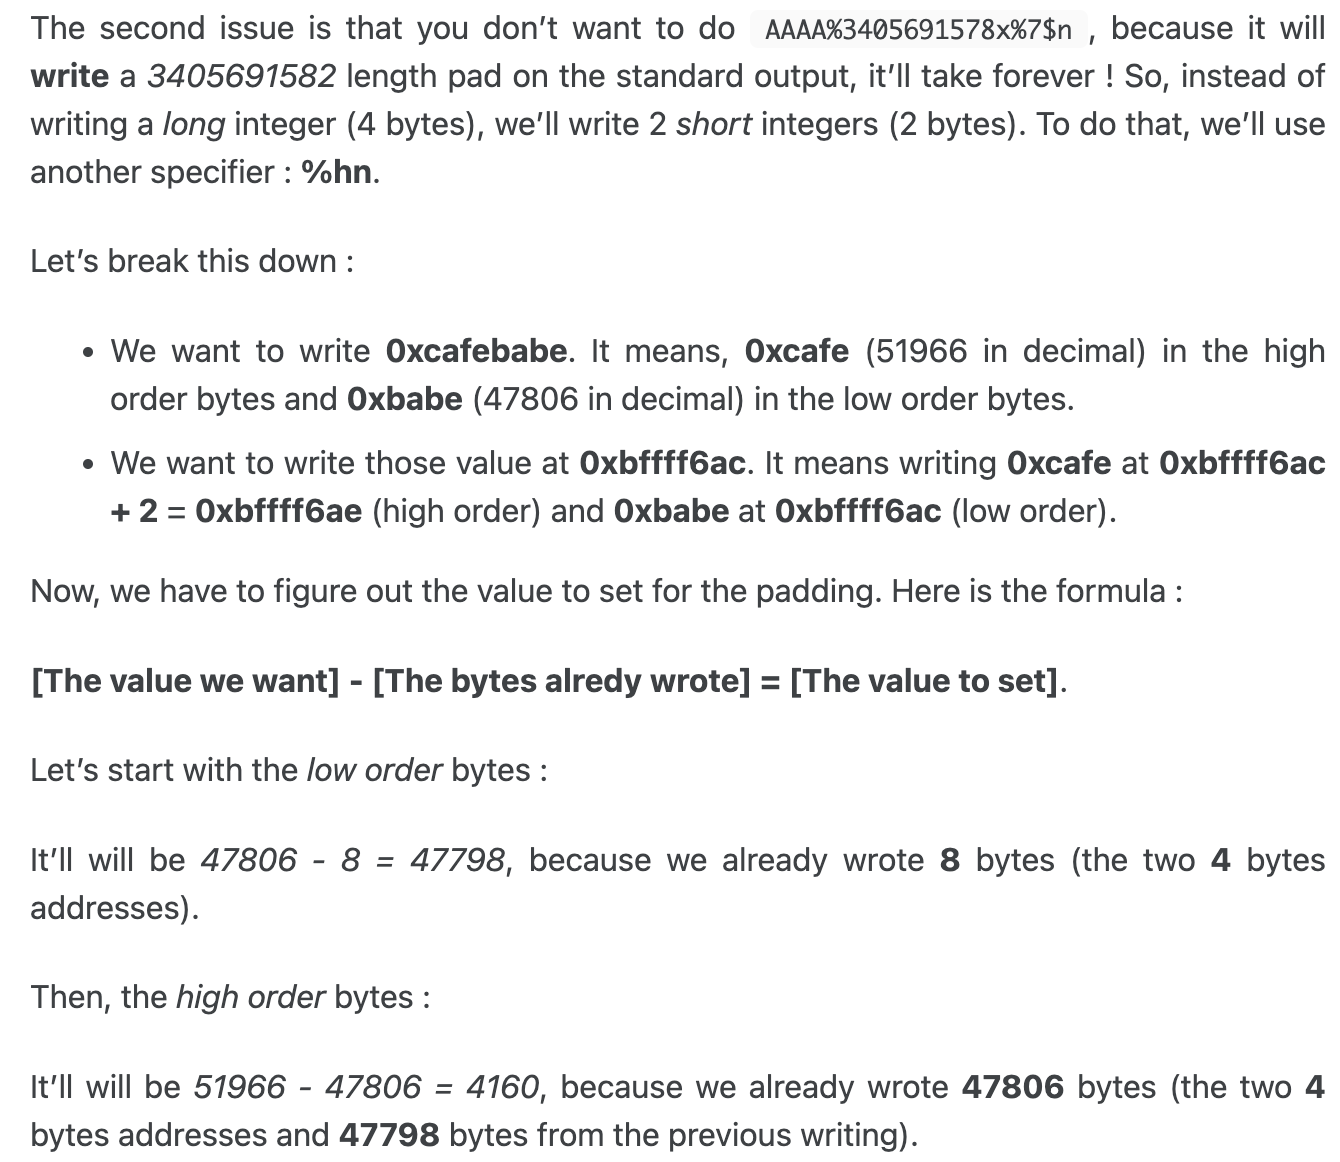 The second issue is that you don’t want to do AAAA%3405691578x%7$n , because it will
write a 3405691582 length pad on the standard output, it’ll take forever ! So, instead of
writing a long integer (4 bytes), we’ll write 2 short integers (2 bytes). To do that, we’ll use
another specifier : %hn.
Let’s break this down :
• We want to write 0xcafebabe. It means, 0xcafe (51966 in decimal) in the high
order bytes and 0xbabe (47806 in decimal) in the low order bytes.
• We want to write those value at 0xbffff6ac. It means writing 0xcafe at 0xbffff6ac
+ 2 = 0xbffff6ae (high order) and 0xbabe at 0xbffff6ac (low order).
Now, we have to figure out the value to set for the padding. Here is the formula :
[The value we want] - [The bytes alredy wrote] = [The value to set].
Let’s start with the low order bytes :
It’ll will be 47806 - 8 = 47798, because we already wrote 8 bytes (the two 4 bytes
addresses).
Then, the high order bytes :
It’ll will be 51966 - 47806 = 4160, because we already wrote 47806 bytes (the two 4
bytes addresses and 47798 bytes from the previous writing).